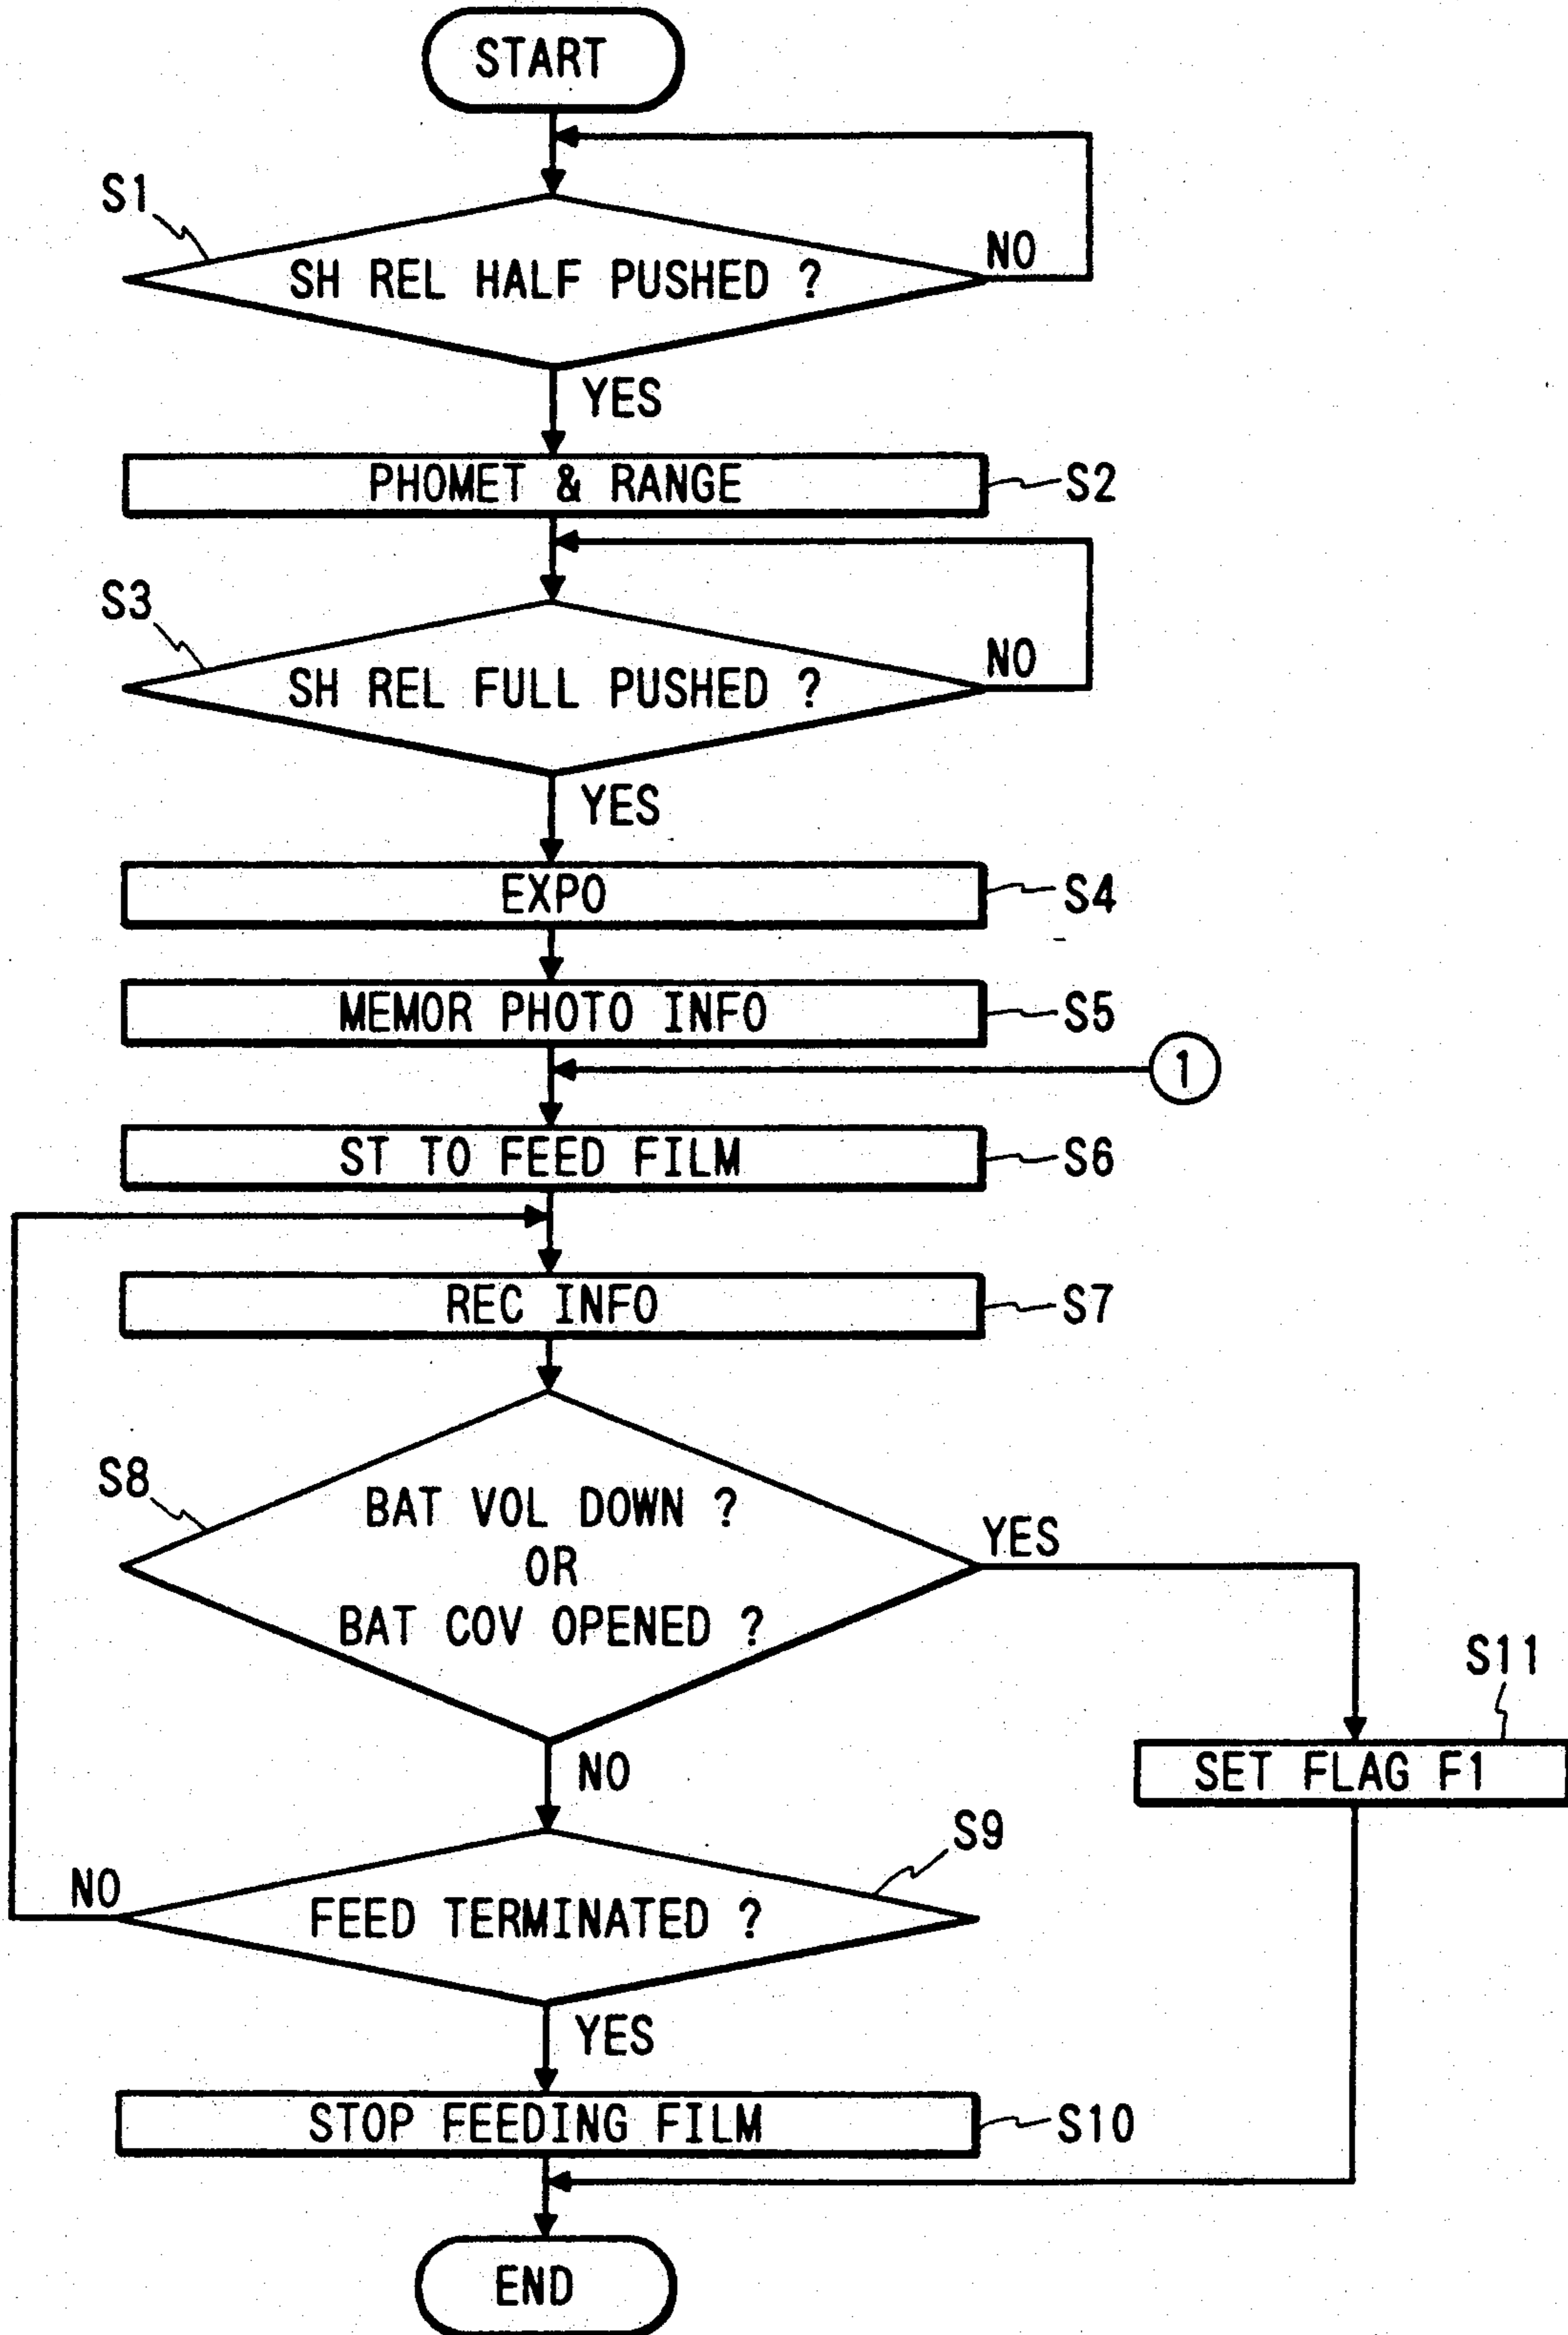 START
S1
SH REL HALF PUSHED ?
NO
YES
PHOMET & RANGE
S2
S3
SH REL FULL PUSHED ?
NO
YES
EXPO
S4
MEMOR PHOTO INFO
S5
1
ST TO FEED FILM
S6
REC INFO
S7
S8
BAT VOL DOWN ?
OR
BAT COV OPENED ?
YES
S11
SET FLAG F1
NO
S9
FEED TERMINATED ?
NO
YES
STOP FEEDING FILM
S10
END